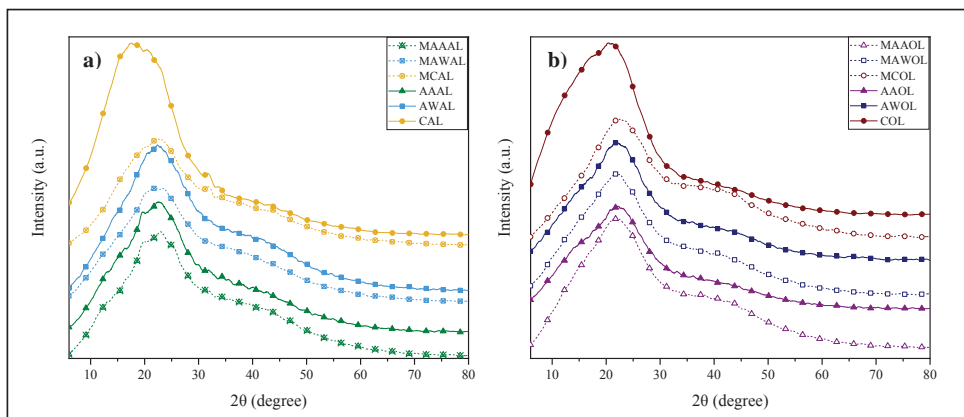 a)
MAAAL
MAWAL
MCAL
AAAL
AWAL
CAL
Intensity (a.u.)
10 20 30 40 50 60 70 80
2θ (degree)
b)
MAAOL
MAWOL
MCOL
AAOL
AWOL
COL
Intensity (a.u.)
10 20 30 40 50 60 70 80
2θ (degree)